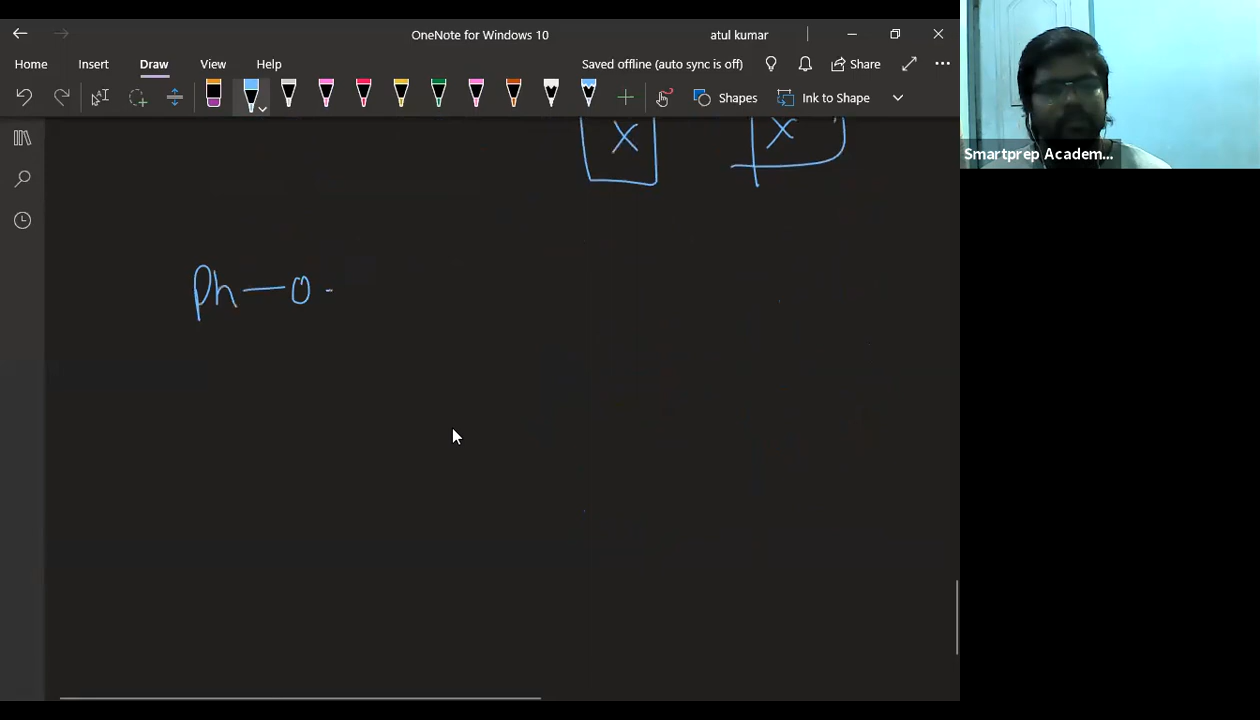 OneNote for Windows 10
atul kumar
Home Insert Draw View Help
Saved offline (auto sync is off)
Share
Shapes
Ink to Shape
Smartprep Academ...
X X
Ph—O -